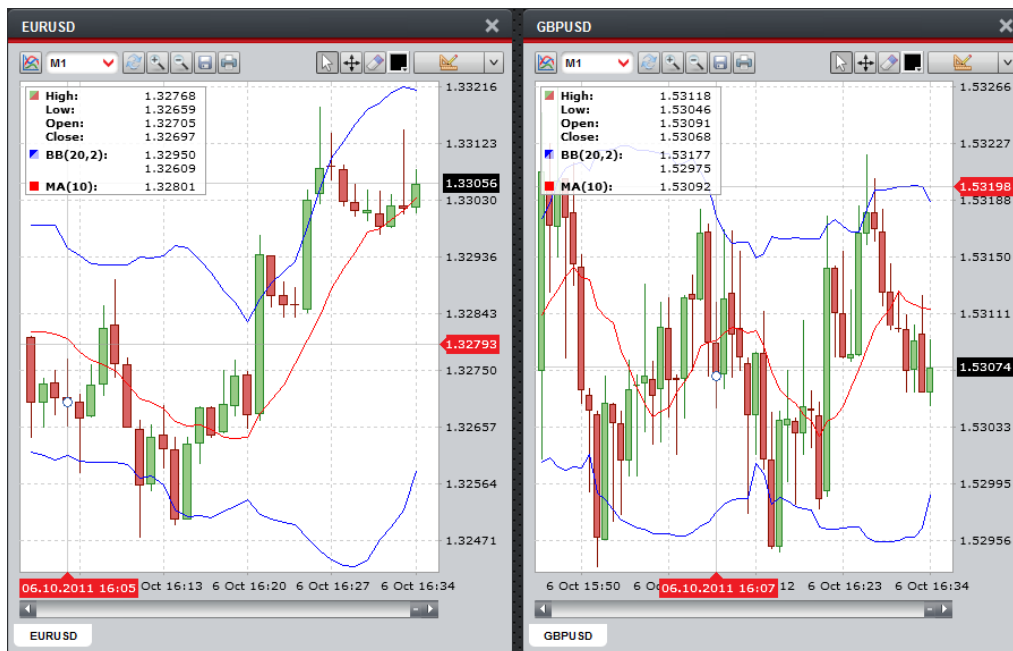 EURUSD
M1
High: 1.32768
Low: 1.32659
Open: 1.32705
Close: 1.32697
BB(20,2): 1.32950
1.32609
MA(10): 1.32801
1.33216
1.33123
1.33056
1.33030
1.32936
1.32843
1.32793
1.32750
1.32657
1.32564
1.32471
06.10.2011 16:05 Oct 16:13 6 Oct 16:20 6 Oct 16:27 6 Oct 16:34
EURUSD
GBPUSD
M1
High: 1.53118
Low: 1.53046
Open: 1.53091
Close: 1.53068
BB(20,2): 1.53177
1.52975
MA(10): 1.53092
1.53266
1.53227
1.53198
1.53188
1.53150
1.53111
1.53074
1.53033
1.52995
1.52956
6 Oct 15:50 6 Oc 06.10.2011 16:07 12 6 Oct 16:23 6 Oct 16:34
GBPUSD